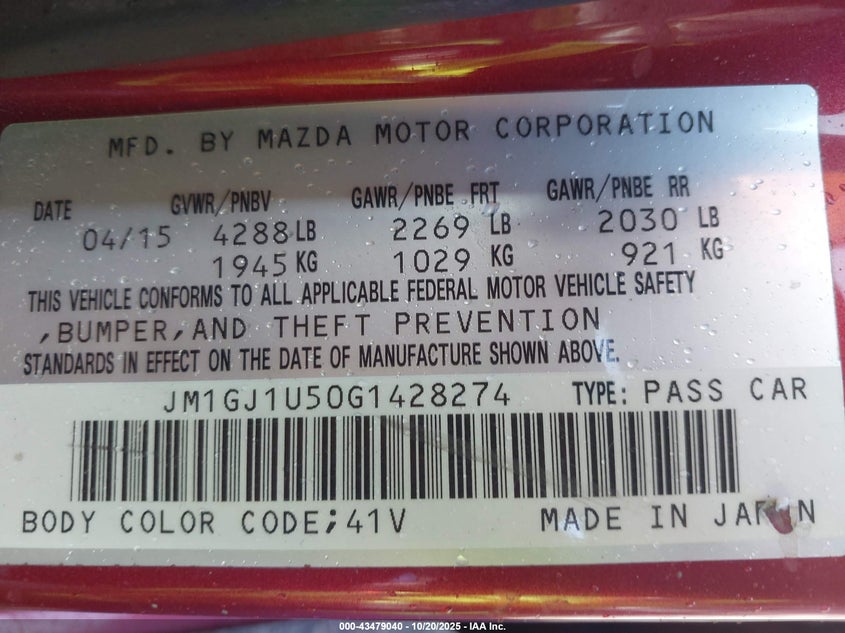 MFD. BY MAZDA MOTOR CORPORATION
DATE GVWR/PNBV GAWR/PNBE FRT GAWR/PNBE RR
04/15 4288 LB 2269 LB 2030 LB
1945 KG 1029 KG 921 KG
THIS VEHICLE CONFORMS TO ALL APPLICABLE FEDERAL MOTOR VEHICLE SAFETY
,BUMPER,AND THEFT PREVENTION
STANDARDS IN EFFECT ON THE DATE OF MANUFACTURE SHOWN ABOVE.
JM1GJ1U50G1428274 TYPE: PASS CAR
BODY COLOR CODE;41V MADE IN JAPAN
000-43479040 - 10/20/2025 - IAA Inc.